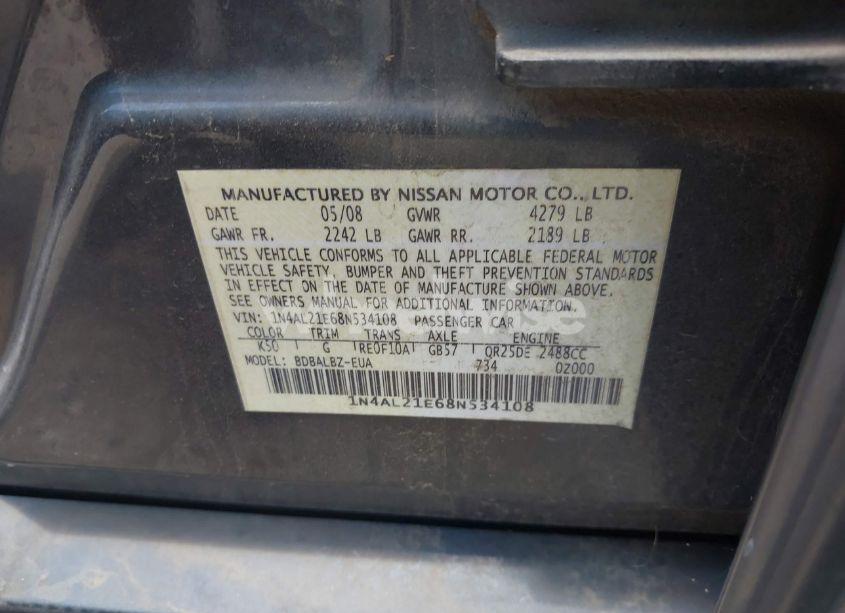 MANUFACTURED BY NISSAN MOTOR CO., LTD.
DATE 05/08 GVWR 4279 LB
GAWR FR. 2242 LB GAWR RR. 2189 LB
THIS VEHICLE CONFORMS TO ALL APPLICABLE FEDERAL MOTOR
VEHICLE SAFETY, BUMPER AND THEFT PREVENTION STANDARDS
IN EFFECT ON THE DATE OF MANUFACTURE SHOWN ABOVE.
SEE OWNERS MANUAL FOR ADDITIONAL INFORMATION.
VIN: 1N4AL21E68N534108 PASSENGER CAR
COLOR TRIM TRANS AXLE ENGINE
K50 G RE0F10A GB57 QR25DE 2488CC
MODEL: BDBALBZ-EUA 734 0Z000
1N4AL21E68N534108